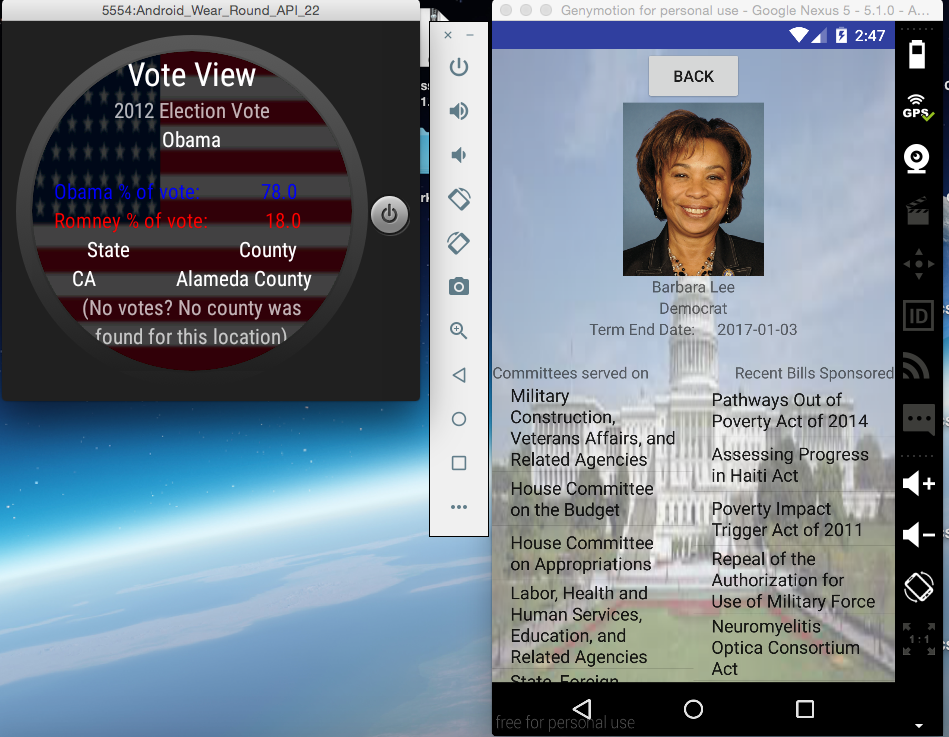 5554:Android_Wear_Round_API_22
Vote View
2012 Election Vote
Obama
Obama % of vote: 78.0
Romney % of vote: 18.0
State County
CA Alameda County
(No votes? No county was
found for this location)
Genymotion for personal use - Google Nexus 5 - 5.1.0 - A...
2:47
BACK
Barbara Lee
Democrat
Term End Date: 2017-01-03
Committees served on
Military
Construction,
Veterans Affairs, and
Related Agencies
House Committee
on the Budget
House Committee
on Appropriations
Labor, Health and
Human Services,
Education, and
Related Agencies
State, Foreign
Recent Bills Sponsored
Pathways Out of
Poverty Act of 2014
Assessing Progress
in Haiti Act
Poverty Impact
Trigger Act of 2011
Repeal of the
Authorization for
Use of Military Force
Neuromyelitis
Optica Consortium
Act
free for personal use
GPS
ID
1:1